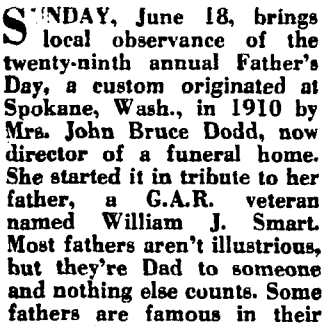 SUNDAY, June 18, brings
local observance of the
twenty-ninth annual Father's
Day, a custom originated at
Spokane, Wash., in 1910 by
Mrs. John Bruce Dodd, now
director of a funeral home.
She started it in tribute to her
father, a G.A.R. veteran
named William J. Smart.
Most fathers aren't illustrious,
but they're Dad to someone
and nothing else counts. Some
fathers are famous in their